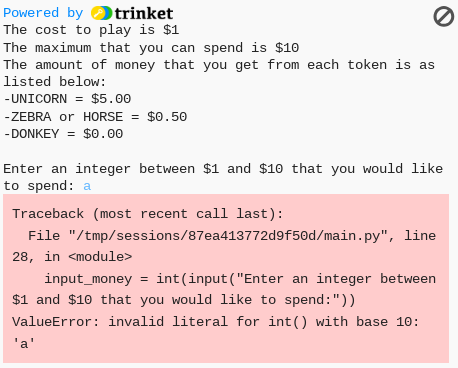 Powered by trinket
The cost to play is $1
The maximum that you can spend is $10
The amount of money that you get from each token is as
listed below:
-UNICORN = $5.00
-ZEBRA or HORSE = $0.50
-DONKEY = $0.00
Enter an integer between $1 and $10 that you would like
to spend: a
Traceback (most recent call last):
  File "/tmp/sessions/87ea413772d9f50d/main.py", line
28, in <module>
    input_money = int(input("Enter an integer between
$1 and $10 that you would like to spend:"))
ValueError: invalid literal for int() with base 10:
'a'